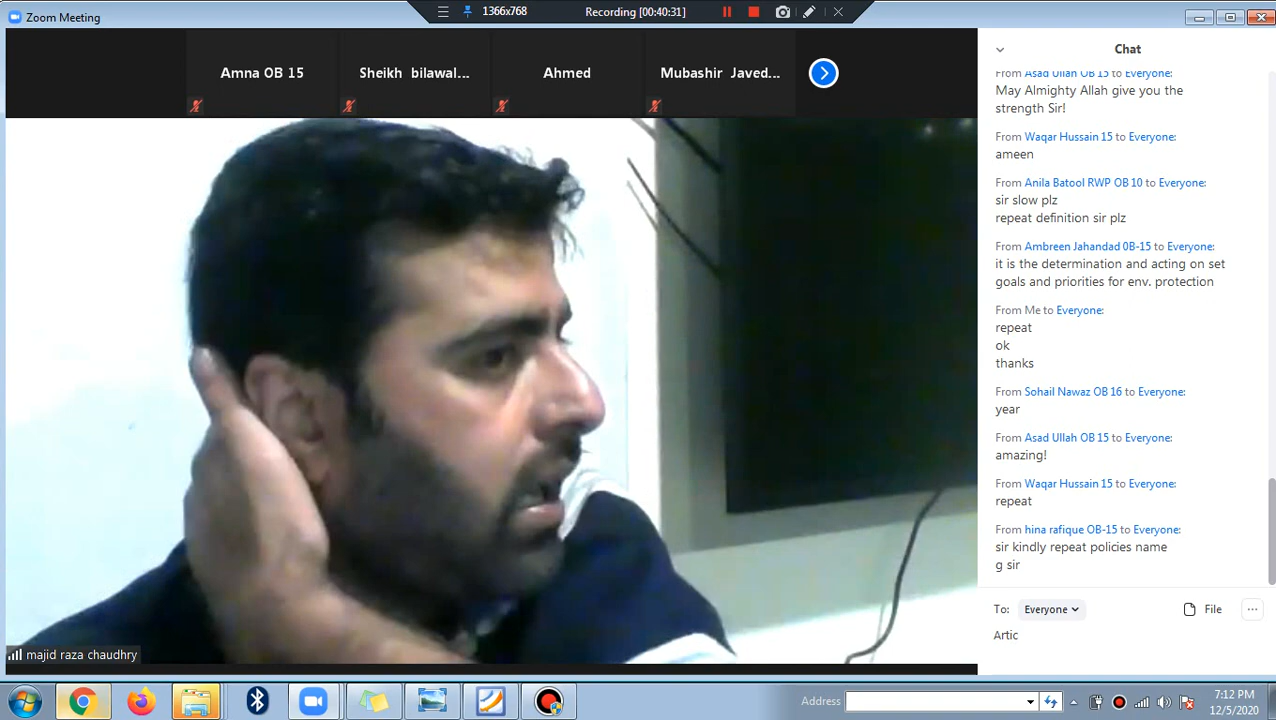 Zoom Meeting
1366x768
Recording [00:40:31]
Amna OB 15
Sheikh bilawal...
Ahmed
Mubashir Javed...
Chat
From Asad Ullah OB 15 to Everyone:
May Almighty Allah give you the
strength Sir!
From Waqar Hussain 15 to Everyone:
ameen
From Anila Batool RWP OB 10 to Everyone:
sir slow plz
repeat definition sir plz
From Ambreen Jahandad 0B-15 to Everyone:
it is the determination and acting on set
goals and priorities for env. protection
From Me to Everyone:
repeat
ok
thanks
From Sohail Nawaz OB 16 to Everyone:
year
From Asad Ullah OB 15 to Everyone:
amazing!
From Waqar Hussain 15 to Everyone:
repeat
From hina rafique OB-15 to Everyone:
sir kindly repeat policies name
g sir
To: Everyone
File
Artic
majid raza chaudhry
Address
7:12 PM
12/5/2020